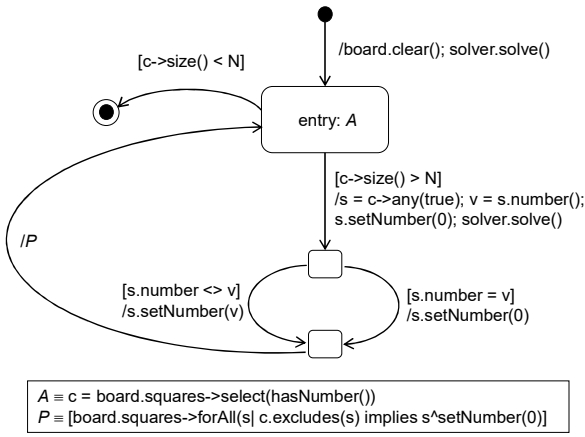 /board.clear(); solver.solve()
[c->size() < N]
entry: A
[c->size() > N]
/s = c->any(true); v = s.number();
s.setNumber(0); solver.solve()
/P
[s.number <> v]
/s.setNumber(v)
[s.number = v]
/s.setNumber(0)
A ≡ c = board.squares->select(hasNumber())
P ≡ [board.squares->forAll(s| c.excludes(s) implies s^setNumber(0)]